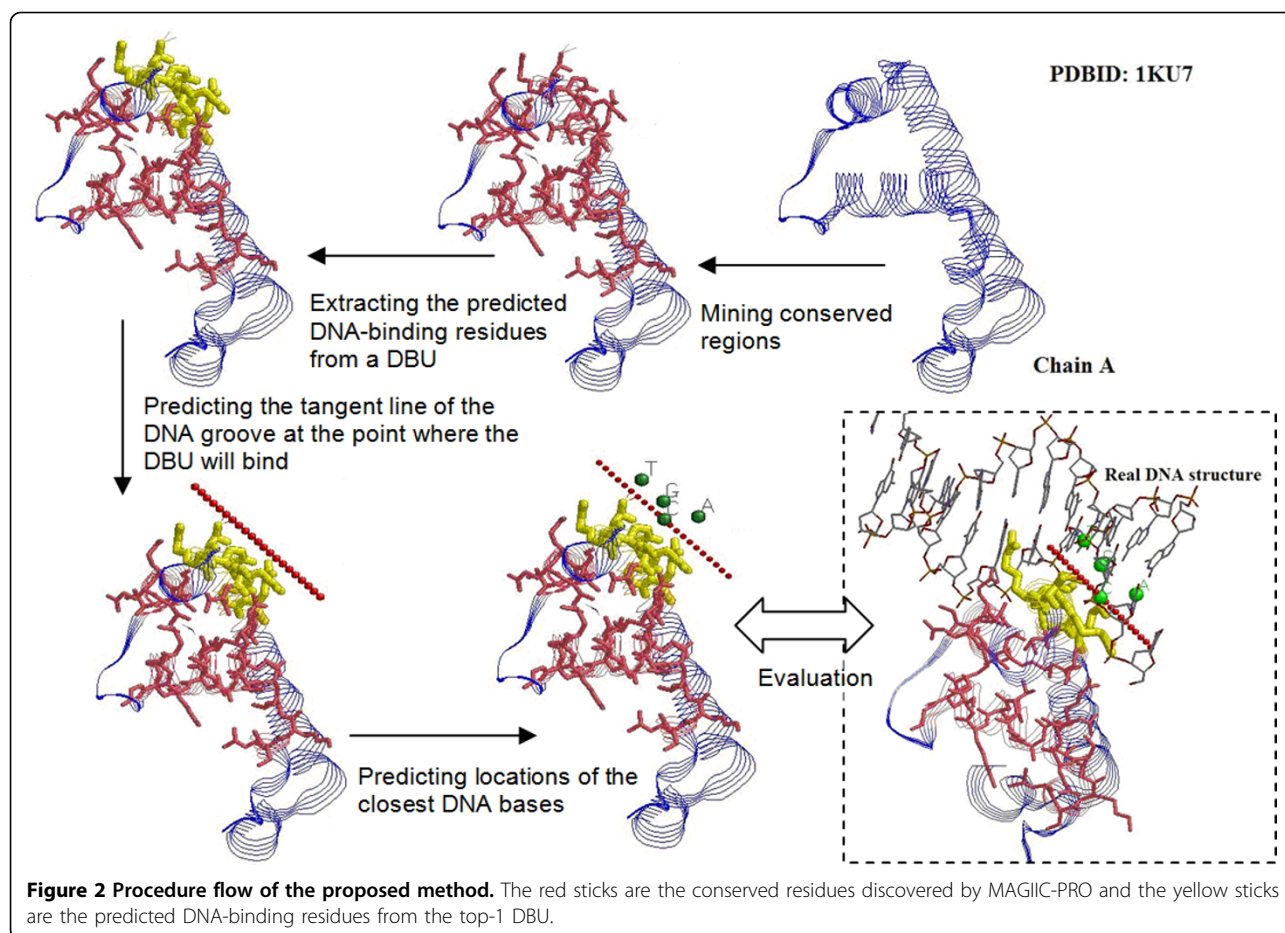 PDBID: 1KU7
Chain A
Mining conserved
regions
Extracting the predicted
DNA-binding residues
from a DBU
Predicting the tangent line of the
DNA groove at the point where the
DBU will bind
Predicting locations of the
closest DNA bases
T
G
C
A
Evaluation
Real DNA structure
T
G
C
A
Figure 2 Procedure flow of the proposed method. The red sticks are the conserved residues discovered by MAGIIC-PRO and the yellow sticks
are the predicted DNA-binding residues from the top-1 DBU.